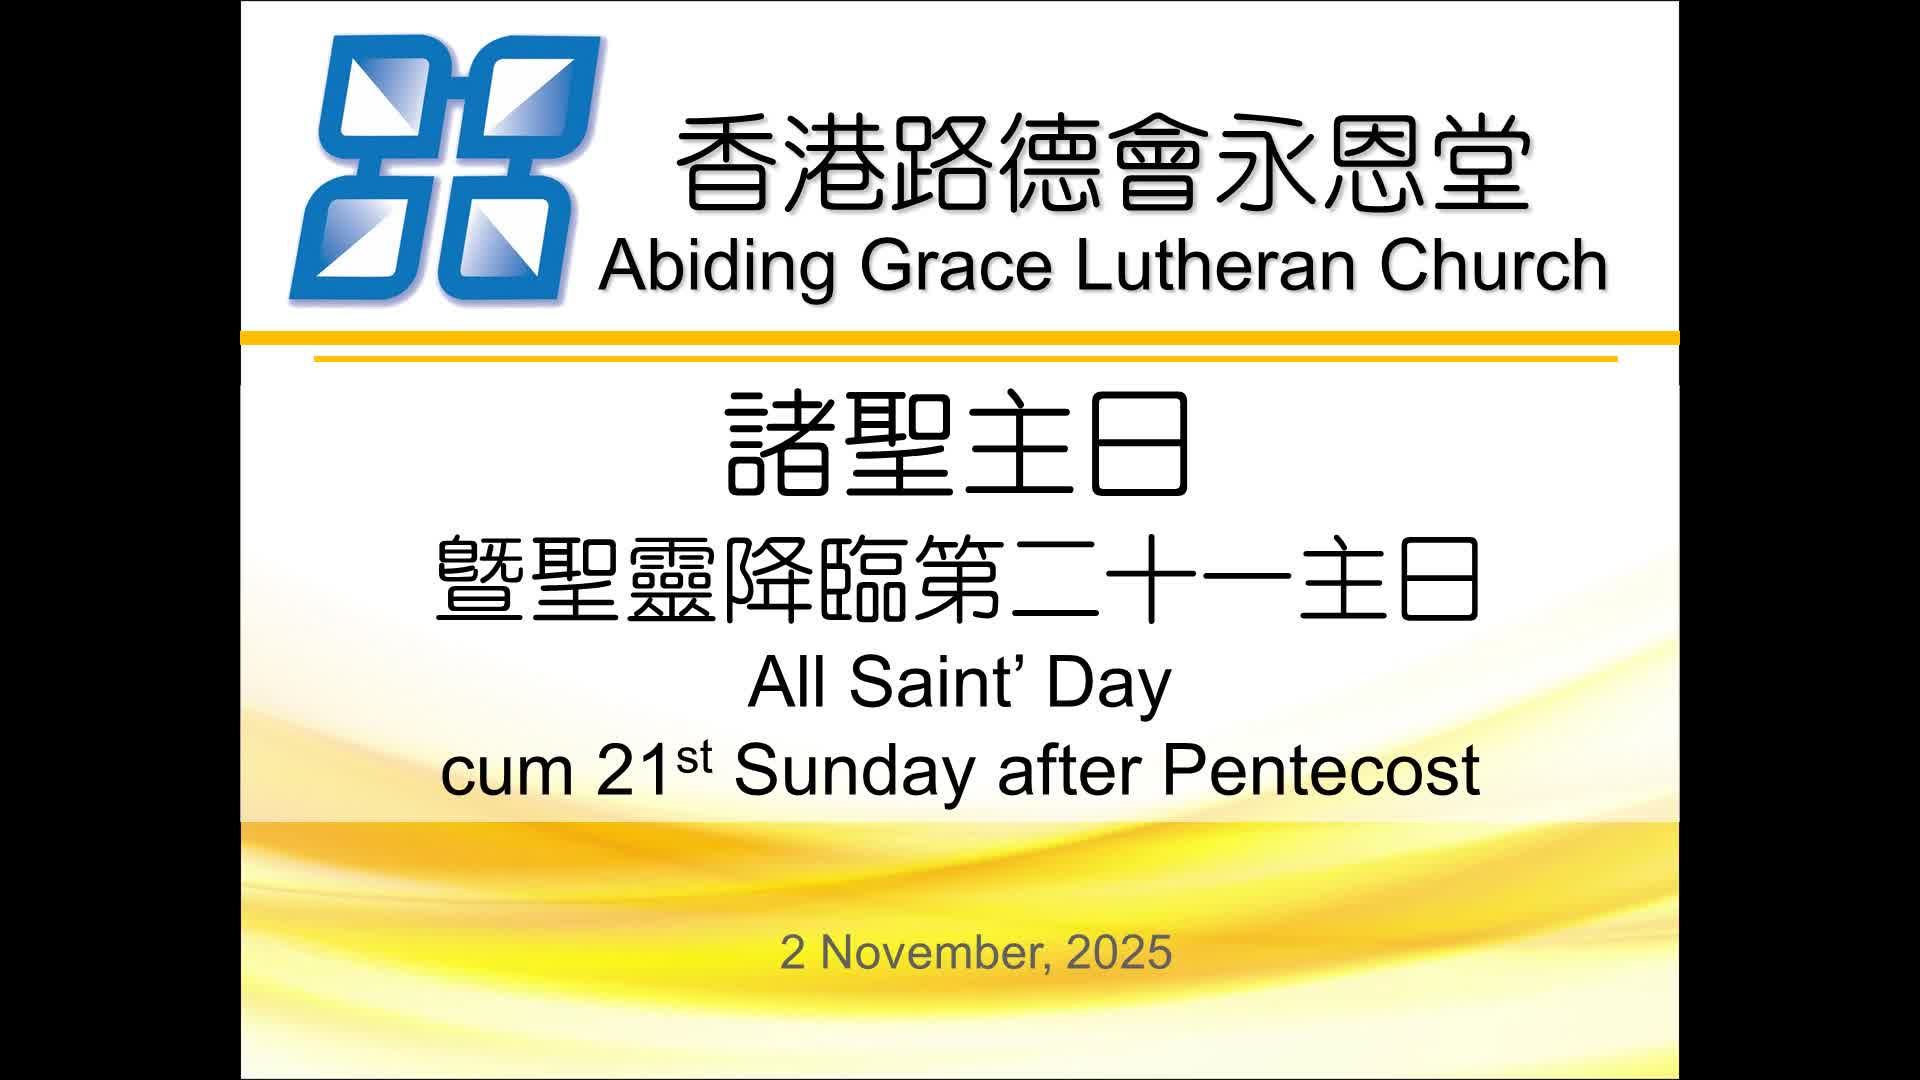 香港路德會永恩堂
Abiding Grace Lutheran Church
諸聖主日
暨聖靈降臨第二十一主日
All Saint’ Day
cum 21st Sunday after Pentecost
2 November, 2025